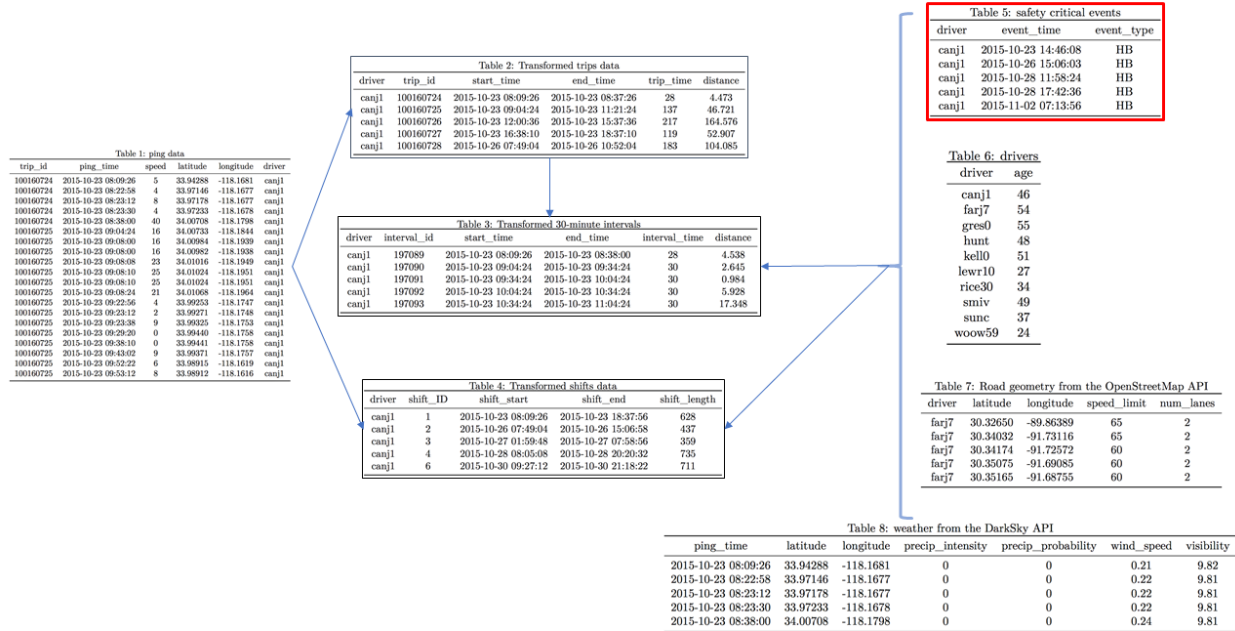 Table 1: ping data
trip_id ping_time speed latitude longitude driver
100160724 2015-10-23 08:09:26 5 33.94288 -118.1681 canj1
100160724 2015-10-23 08:22:58 4 33.97146 -118.1677 canj1
100160724 2015-10-23 08:23:12 8 33.97178 -118.1677 canj1
100160724 2015-10-23 08:23:30 4 33.97233 -118.1678 canj1
100160724 2015-10-23 08:38:00 40 34.00708 -118.1798 canj1
100160725 2015-10-23 09:04:24 16 34.00733 -118.1844 canj1
100160725 2015-10-23 09:08:00 16 34.00984 -118.1939 canj1
100160725 2015-10-23 09:08:00 16 34.00982 -118.1938 canj1
100160725 2015-10-23 09:08:08 23 34.01016 -118.1949 canj1
100160725 2015-10-23 09:08:10 25 34.01024 -118.1951 canj1
100160725 2015-10-23 09:08:10 25 34.01024 -118.1951 canj1
100160725 2015-10-23 09:08:24 21 34.01068 -118.1964 canj1
100160725 2015-10-23 09:22:56 4 33.99253 -118.1747 canj1
100160725 2015-10-23 09:23:12 2 33.99271 -118.1748 canj1
100160725 2015-10-23 09:23:38 9 33.99325 -118.1753 canj1
100160725 2015-10-23 09:29:20 0 33.99440 -118.1758 canj1
100160725 2015-10-23 09:38:10 0 33.99441 -118.1758 canj1
100160725 2015-10-23 09:43:02 9 33.99371 -118.1757 canj1
100160725 2015-10-23 09:52:22 6 33.98915 -118.1619 canj1
100160725 2015-10-23 09:53:12 8 33.98912 -118.1616 canj1
Table 2: Transformed trips data
driver trip_id start_time end_time trip_time distance
canj1 100160724 2015-10-23 08:09:26 2015-10-23 08:37:26 28 4.473
canj1 100160725 2015-10-23 09:04:24 2015-10-23 11:21:24 137 46.721
canj1 100160726 2015-10-23 12:00:36 2015-10-23 15:37:36 217 164.576
canj1 100160727 2015-10-23 16:38:10 2015-10-23 18:37:10 119 52.907
canj1 100160728 2015-10-26 07:49:04 2015-10-26 10:52:04 183 104.085
Table 3: Transformed 30-minute intervals
driver interval_id start_time end_time interval_time distance
canj1 197089 2015-10-23 08:09:26 2015-10-23 08:38:00 28 4.538
canj1 197090 2015-10-23 09:04:24 2015-10-23 09:34:24 30 2.645
canj1 197091 2015-10-23 09:34:24 2015-10-23 10:04:24 30 0.984
canj1 197092 2015-10-23 10:04:24 2015-10-23 10:34:24 30 5.928
canj1 197093 2015-10-23 10:34:24 2015-10-23 11:04:24 30 17.348
Table 4: Transformed shifts data
driver shift_ID shift_start shift_end shift_length
canj1 1 2015-10-23 08:09:26 2015-10-23 18:37:56 628
canj1 2 2015-10-26 07:49:04 2015-10-26 15:06:58 437
canj1 3 2015-10-27 01:59:48 2015-10-27 07:58:56 359
canj1 4 2015-10-28 08:05:08 2015-10-28 20:20:32 735
canj1 6 2015-10-30 09:27:12 2015-10-30 21:18:22 711
Table 5: safety critical events
driver event_time event_type
canj1 2015-10-23 14:46:08 HB
canj1 2015-10-26 15:06:03 HB
canj1 2015-10-28 11:58:24 HB
canj1 2015-10-28 17:42:36 HB
canj1 2015-11-02 07:13:56 HB
Table 6: drivers
driver age
canj1 46
farj7 54
gres0 55
hunt 48
kell0 51
lewr10 27
rice30 34
smiv 49
sunc 37
woow59 24
Table 7: Road geometry from the OpenStreetMap API
driver latitude longitude speed_limit num_lanes
farj7 30.32650 -89.86389 65 2
farj7 30.34032 -91.73116 65 2
farj7 30.34174 -91.72572 60 2
farj7 30.35075 -91.69085 60 2
farj7 30.35165 -91.68755 60 2
Table 8: weather from the DarkSky API
ping_time latitude longitude precip_intensity precip_probability wind_speed visibility
2015-10-23 08:09:26 33.94288 -118.1681 0 0 0.21 9.82
2015-10-23 08:22:58 33.97146 -118.1677 0 0 0.22 9.81
2015-10-23 08:23:12 33.97178 -118.1677 0 0 0.22 9.81
2015-10-23 08:23:30 33.97233 -118.1678 0 0 0.22 9.81
2015-10-23 08:38:00 34.00708 -118.1798 0 0 0.24 9.81